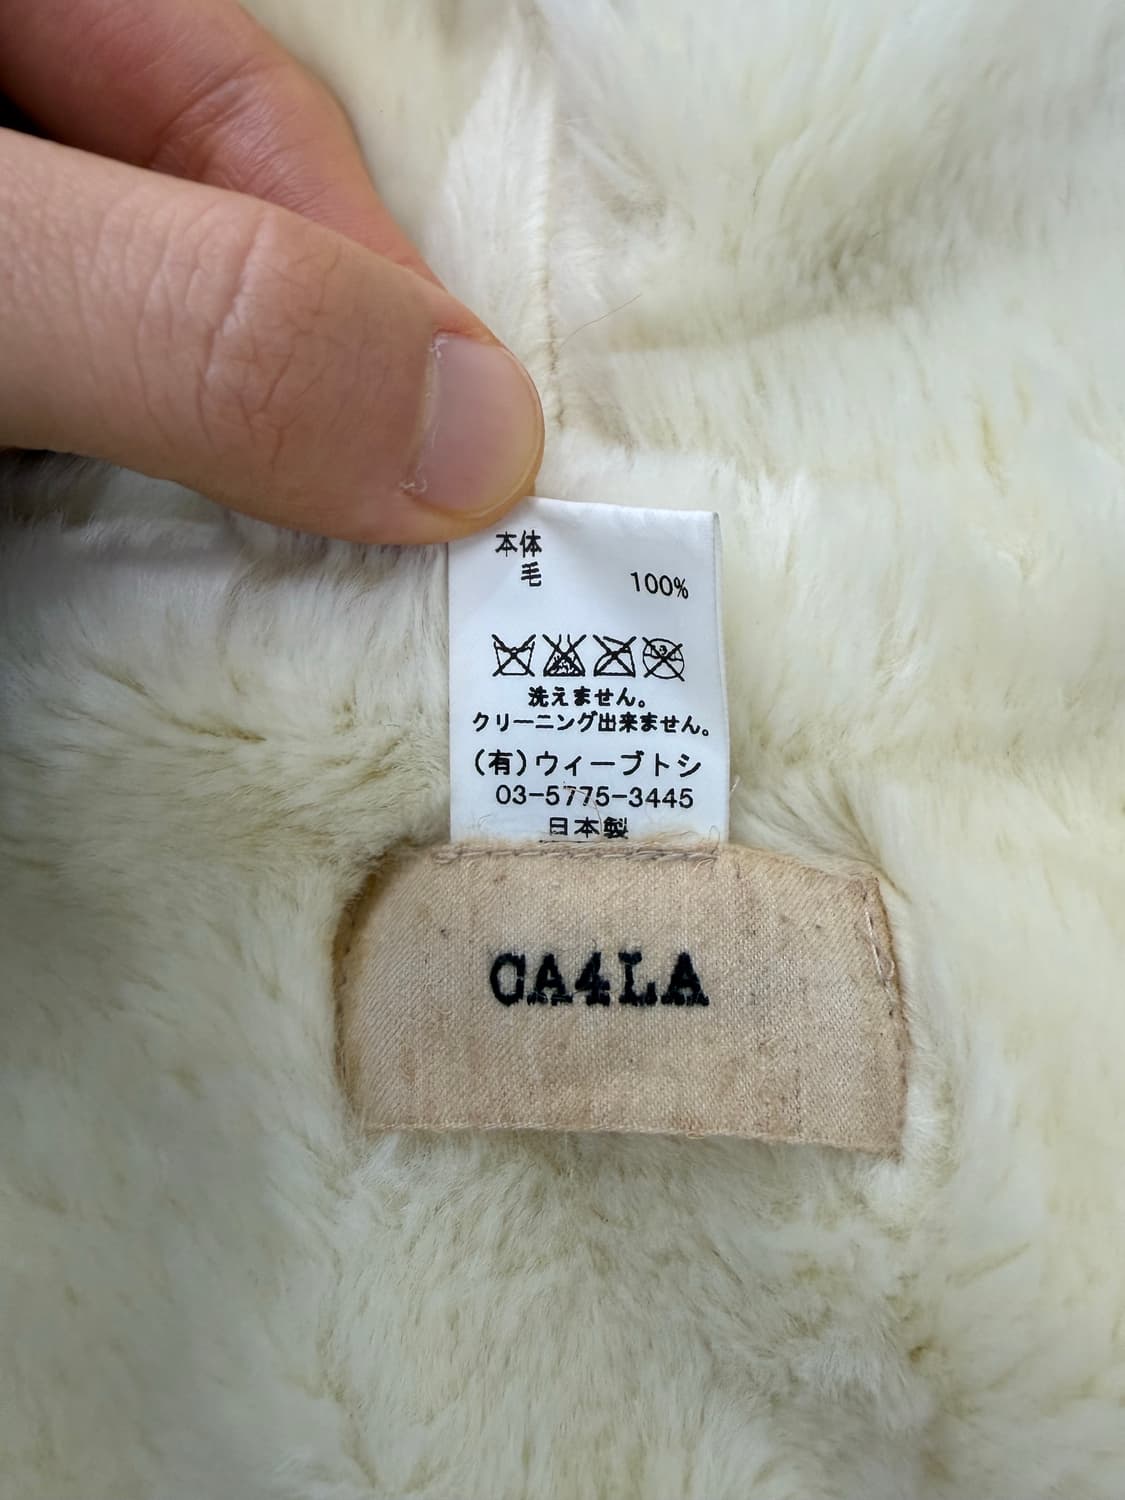 本体
毛
100%
洗えません。
クリーニング出来ません。
(有)ウィーブトシ
03-5775-3445
日本製
CA4LA